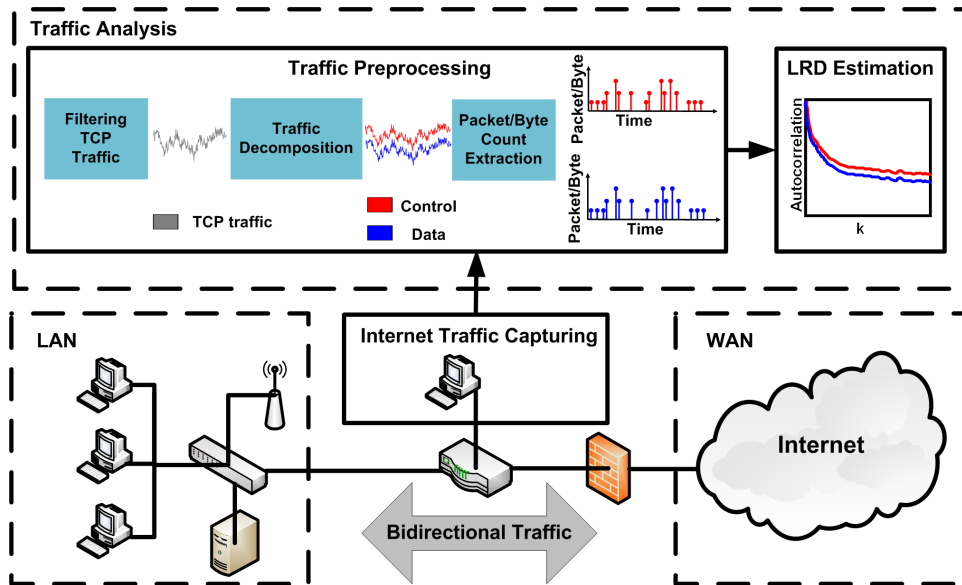 Traffic Analysis
Traffic Preprocessing
Filtering
TCP
Traffic
Traffic
Decomposition
Packet/Byte
Count
Extraction
Packet/Byte
Time
Packet/Byte
Time
TCP traffic
Control
Data
LRD Estimation
Autocorrelation
k
LAN
Internet Traffic Capturing
WAN
Internet
Bidirectional Traffic